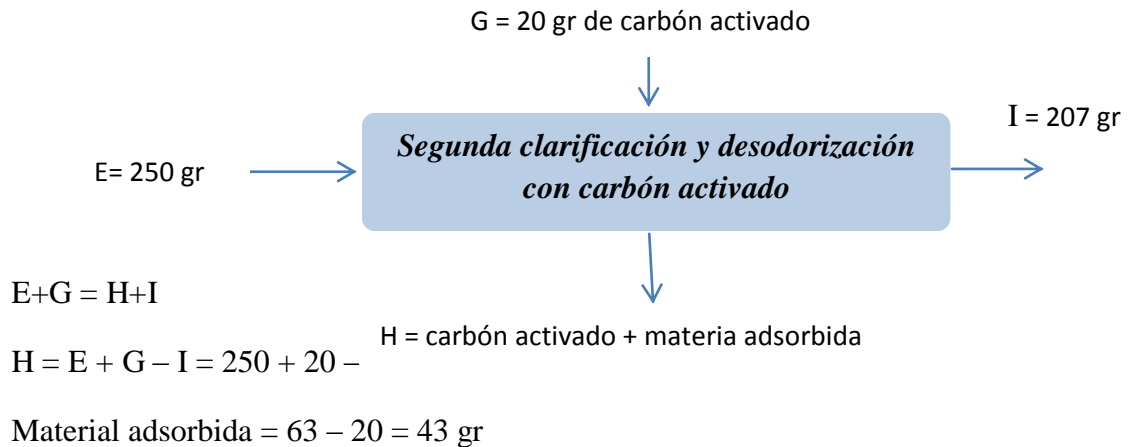 G = 20 gr de carbón activado
I = 207 gr
E= 250 gr
Segunda clarificación y desodorización
con carbón activado
E+G = H+I
H = carbón activado + materia adsorbida
H = E + G – I = 250 + 20 –
Material adsorbida = 63 – 20 = 43 gr